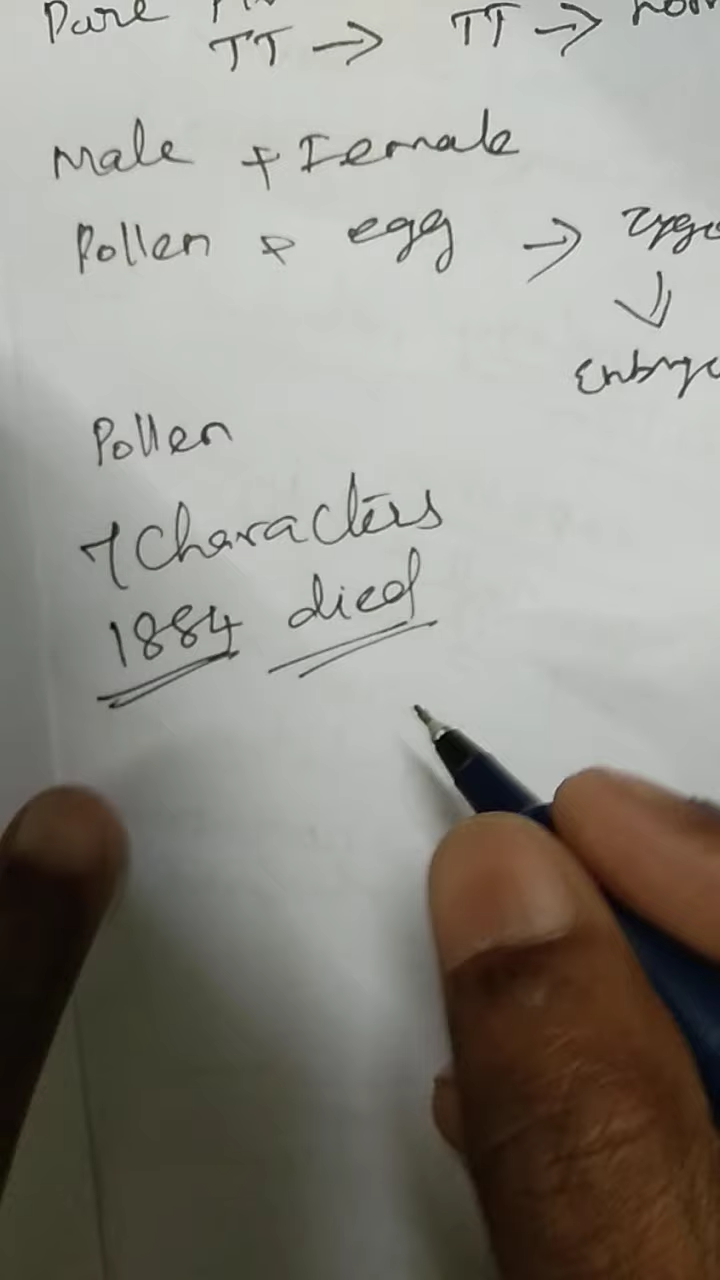 Pure
TT → TT →
Male + Female
Pollen + egg →
↓
Pollen
7 Characters
1884 died